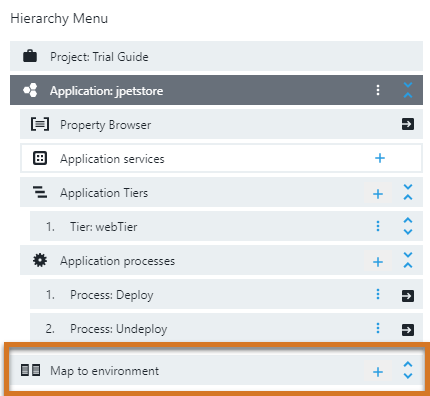 Hierarchy Menu
Project: Trial Guide
Application: jpetstore
Property Browser
Application services
Application Tiers
1. Tier: webTier
Application processes
1. Process: Deploy
2. Process: Undeploy
Map to environment